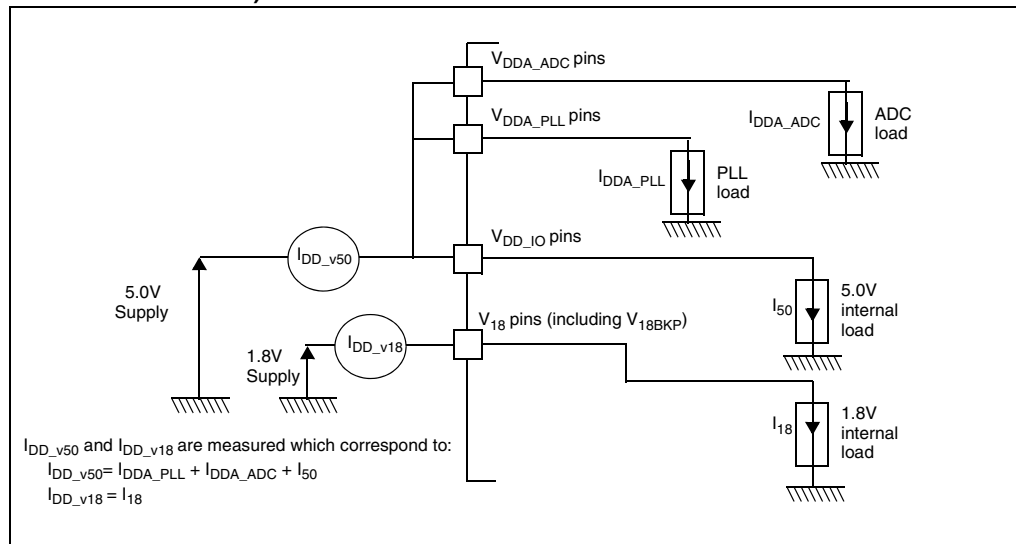 V_DDA_ADC pins
V_DDA_PLL pins
I_DDA_ADC
ADC
load
I_DDA_PLL
PLL
load
I_DD_v50
V_DD_IO pins
5.0V
Supply
I_50
5.0V
internal
load
V_18 pins (including V_18BKP)
I_DD_v18
1.8V
Supply
I_18
1.8V
internal
load
I_DD_v50 and I_DD_v18 are measured which correspond to:
I_DD_v50= I_DDA_PLL + I_DDA_ADC + I_50
I_DD_v18 = I_18